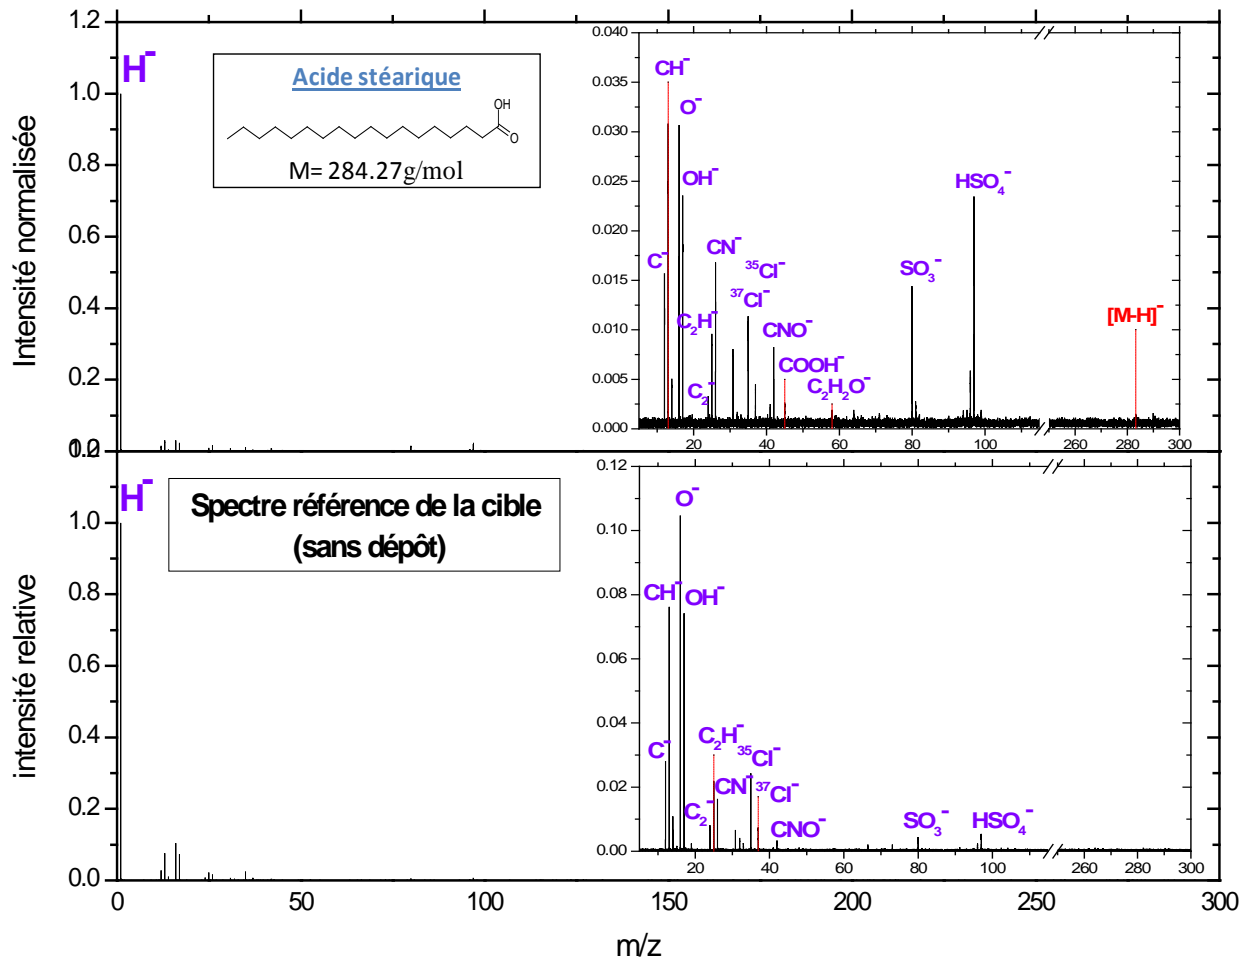 Intensité normalisée
1.2
1.0
0.8
0.6
0.4
0.2
H⁻
Acide stéarique
OH
O
M= 284.27g/mol
0.040
0.035
0.030
0.025
0.020
0.015
0.010
0.005
0.000
CH⁻
O⁻
OH⁻
HSO₄⁻
CN⁻
C⁻
³⁵Cl⁻
SO₃⁻
³⁷Cl⁻
C₂H⁻
CNO⁻
[M-H]⁻
COOH⁻
C₂⁻
C₂H₂O⁻
20 40 60 80 100 260 280 300
intensité relative
1.0
0.8
0.6
0.4
0.2
0.0
H⁻
Spectre référence de la cible
(sans dépôt)
0.12
0.10
0.08
0.06
0.04
0.02
0.00
O⁻
CH⁻
OH⁻
C⁻
C₂H⁻
³⁵Cl⁻
CN⁻
³⁷Cl⁻
C₂⁻
CNO⁻
SO₃⁻
HSO₄⁻
20 40 60 80 100 260 280 300
0 50 100 150 200 250 300
m/z